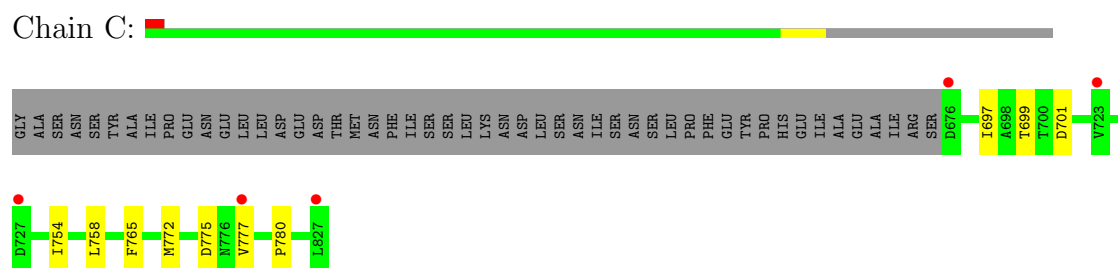 Chain C:
GLY ALA SER ASN SER TYR ALA ILE PRO GLU ASN GLU LEU LEU ASP GLU ASP THR MET ASN PHE ILE SER SER LEU LYS ASN ASP LEU SER ASN ILE SER ASN SER LEU PRO PHE GLU TYR PRO HIS GLU ILE ALA GLU ALA ILE ARG SER D676 I697 A698 T699 T700 D701 V723
D727 I754 L758 F765 M772 D775 N776 V777 P780 L827